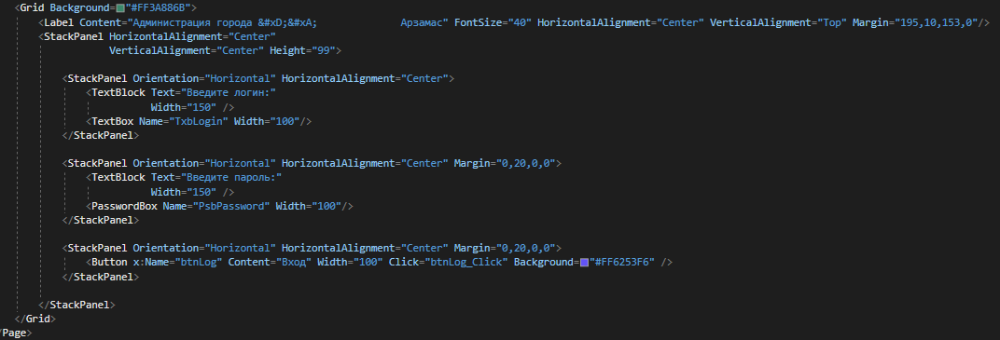 <Grid Background="#FF3A886B">
<Label Content="Администрация города &#xD;&#xA; Арзамас" FontSize="40" HorizontalAlignment="Center" VerticalAlignment="Top" Margin="195,10,153,0"/>
<StackPanel HorizontalAlignment="Center"
VerticalAlignment="Center" Height="99">
<StackPanel Orientation="Horizontal" HorizontalAlignment="Center">
<TextBlock Text="Введите логин:"
Width="150" />
<TextBox Name="TxbLogin" Width="100"/>
</StackPanel>
<StackPanel Orientation="Horizontal" HorizontalAlignment="Center" Margin="0,20,0,0">
<TextBlock Text="Введите пароль:"
Width="150" />
<PasswordBox Name="PsbPassword" Width="100"/>
</StackPanel>
<StackPanel Orientation="Horizontal" HorizontalAlignment="Center" Margin="0,20,0,0">
<Button x:Name="btnLog" Content="Вход" Width="100" Click="btnLog_Click" Background="#FF6253F6" />
</StackPanel>
</StackPanel>
</Grid>
/Page>